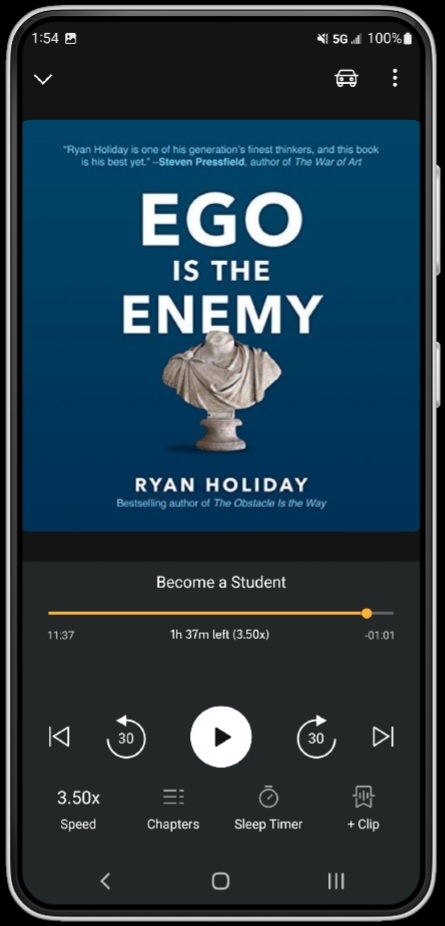 1:54 5G 100%
"Ryan Holiday is one of his generation's finest thinkers, and this book
is his best yet." –Steven Pressfield, author of The War of Art
EGO
IS THE
ENEMY
RYAN HOLIDAY
Bestselling author of The Obstacle Is the Way
Become a Student
11:37 1h 37m left (3.50x) -01:01
30 30
3.50x
Speed Chapters Sleep Timer + Clip